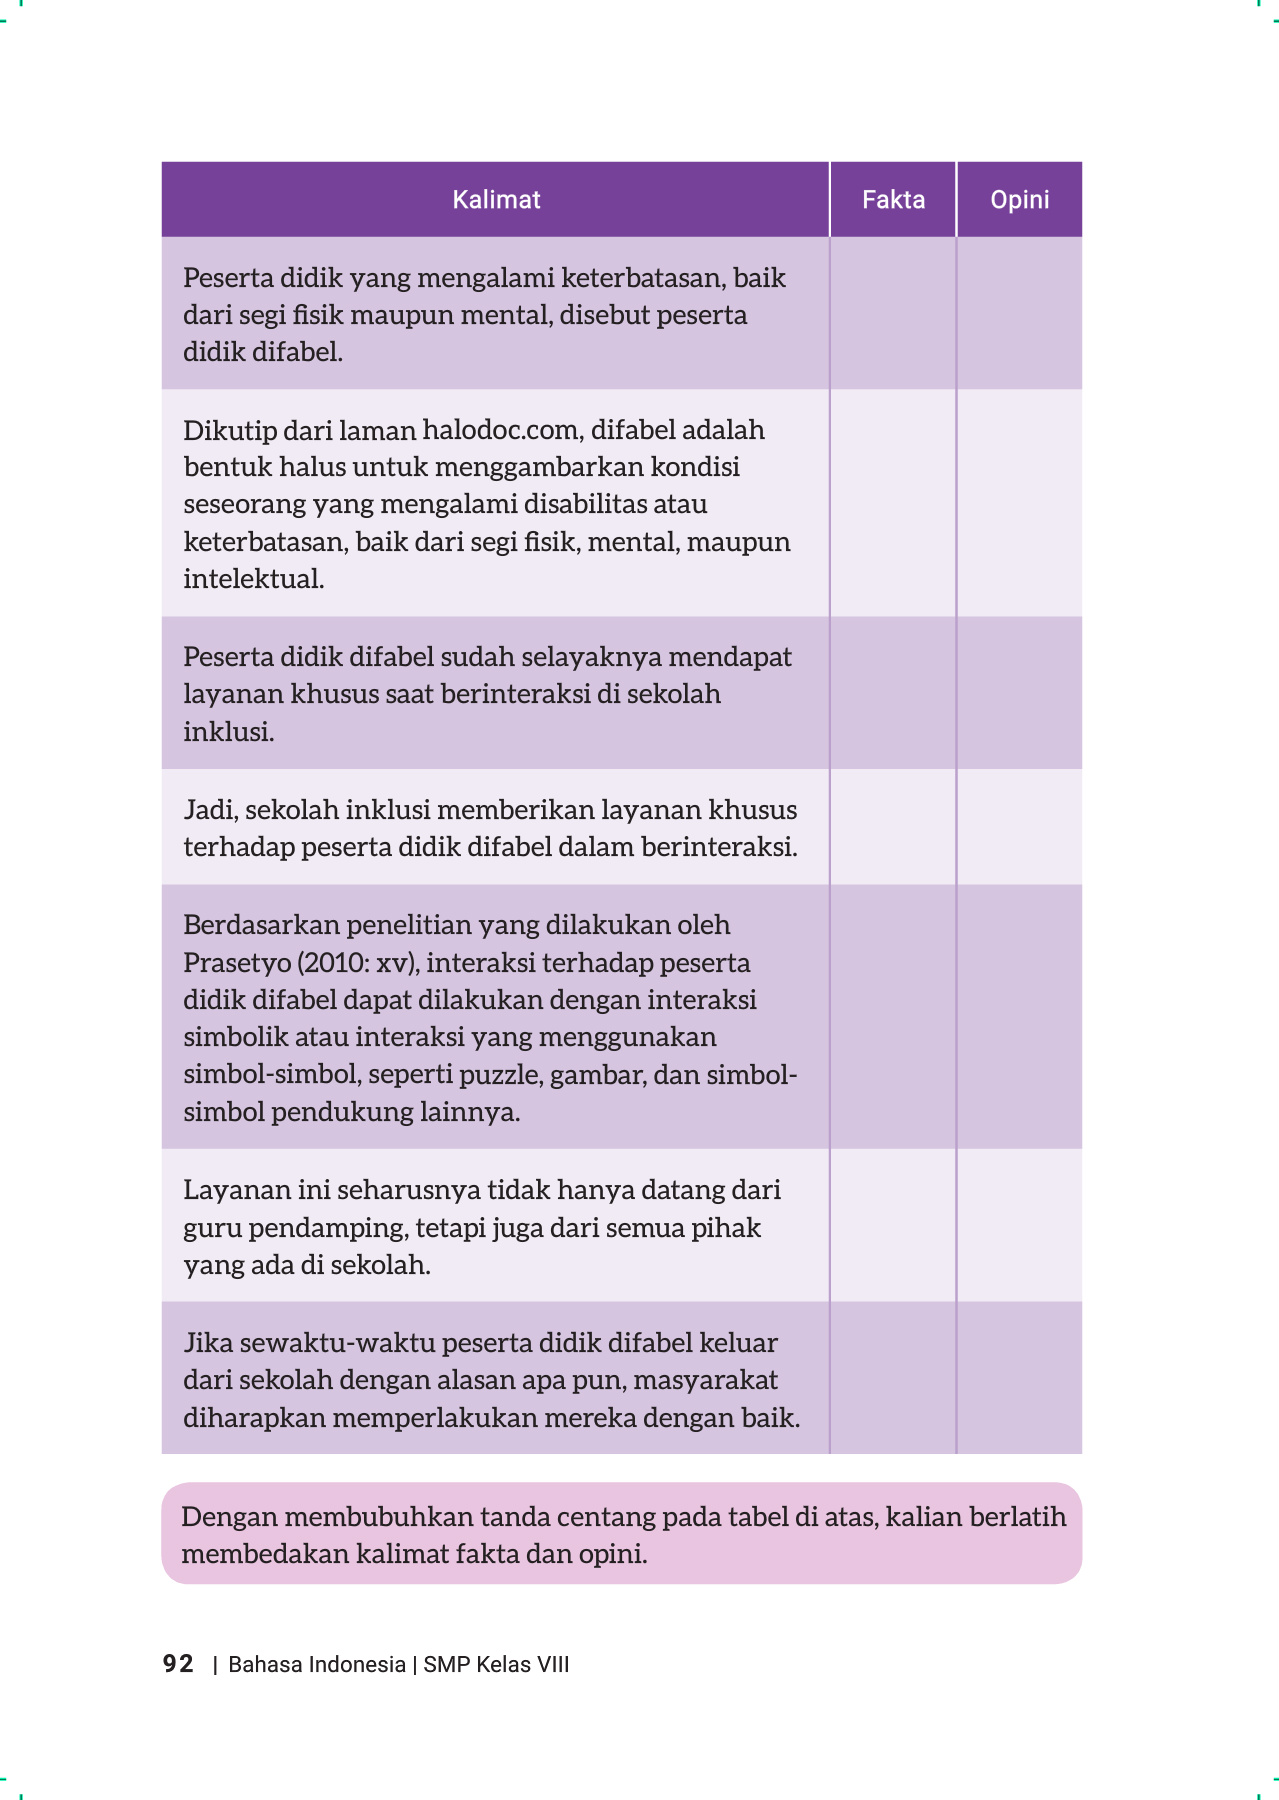 Kalimat
Fakta
Opini
Peserta didik yang mengalami keterbatasan, baik
dari segi fisik maupun mental, disebut peserta
didik difabel.
Dikutip dari laman halodoc.com, difabel adalah
bentuk halus untuk menggambarkan kondisi
seseorang yang mengalami disabilitas atau
keterbatasan, baik dari segi fisik, mental, maupun
intelektual.
Peserta didik difabel sudah selayaknya mendapat
layanan khusus saat berinteraksi di sekolah
inklusi.
Jadi, sekolah inklusi memberikan layanan khusus
terhadap peserta didik difabel dalam berinteraksi.
Berdasarkan penelitian yang dilakukan oleh
Prasetyo (2010: xv), interaksi terhadap peserta
didik difabel dapat dilakukan dengan interaksi
simbolik atau interaksi yang menggunakan
simbol-simbol, seperti puzzle, gambar, dan simbol-
simbol pendukung lainnya.
Layanan ini seharusnya tidak hanya datang dari
guru pendamping, tetapi juga dari semua pihak
yang ada di sekolah.
Jika sewaktu-waktu peserta didik difabel keluar
dari sekolah dengan alasan apa pun, masyarakat
diharapkan memperlakukan mereka dengan baik.
Dengan membubuhkan tanda centang pada tabel di atas, kalian berlatih
membedakan kalimat fakta dan opini.
92 | Bahasa Indonesia | SMP Kelas VIII